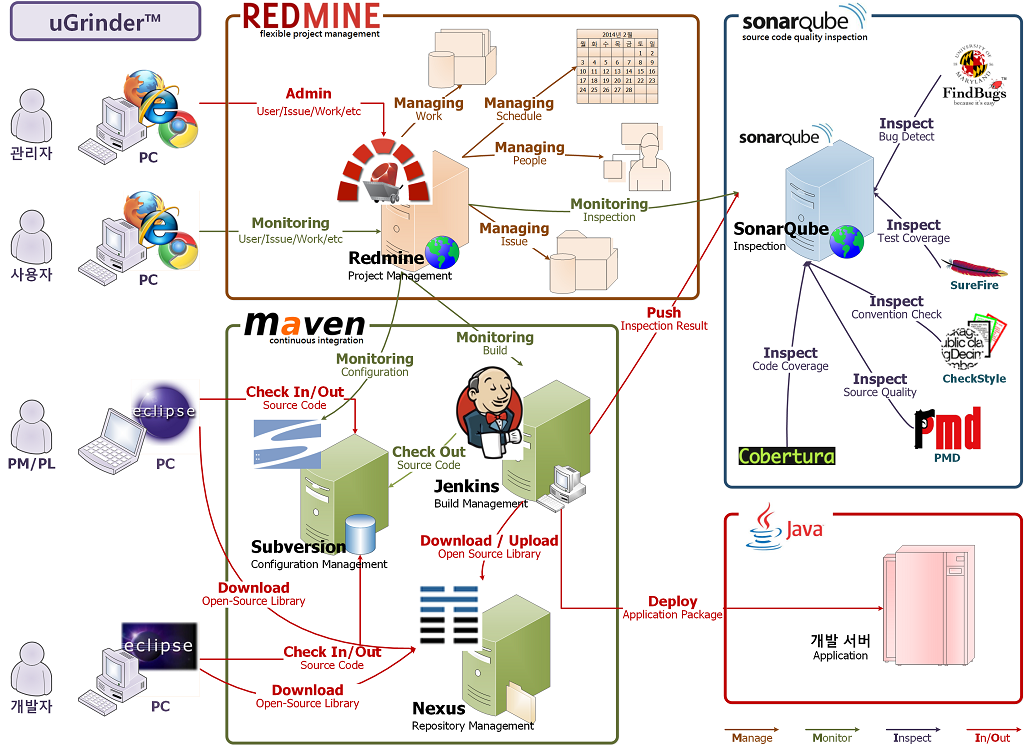 uGrinder™
REDMINE
flexible project management
sonarqube
source code quality inspection
UNIVERSITY OF
MARYLAND
FindBugs™
because it's easy
2014년 2월
월 화 수 목 금 토 일
1 2
3 4 5 6 7 8 9
10 11 12 13 14 15 16
17 18 19 20 21 22 23
24 25 26 27 28
Admin
User/Issue/Work/etc
Managing
Work
Managing
Schedule
Managing
People
관리자
PC
sonarqube
Inspect
Bug Detect
Monitoring
User/Issue/Work/etc
Monitoring
Inspection
Managing
Issue
Redmine
Project Management
SonarQube
Inspection
Inspect
Test Coverage
SureFire
사용자
PC
maven
continuous integration
Push
Inspection Result
Inspect
Convention Check
CheckStyle
Monitoring
Configuration
Monitoring
Build
Inspect
Code Coverage
Inspect
Source Quality
Cobertura
Pmd
PMD
eclipse
PM/PL
PC
Check In/Out
Source Code
Check Out
Source Code
Jenkins
Build Management
Subversion
Configuration Management
Download / Upload
Open Source Library
Java
Download
Open-Source Library
Deploy
Application Package
개발 서버
Application
eclipse
개발자
PC
Check In/Out
Source Code
Download
Open-Source Library
Nexus
Repository Management
Manage
Monitor
Inspect
In/Out